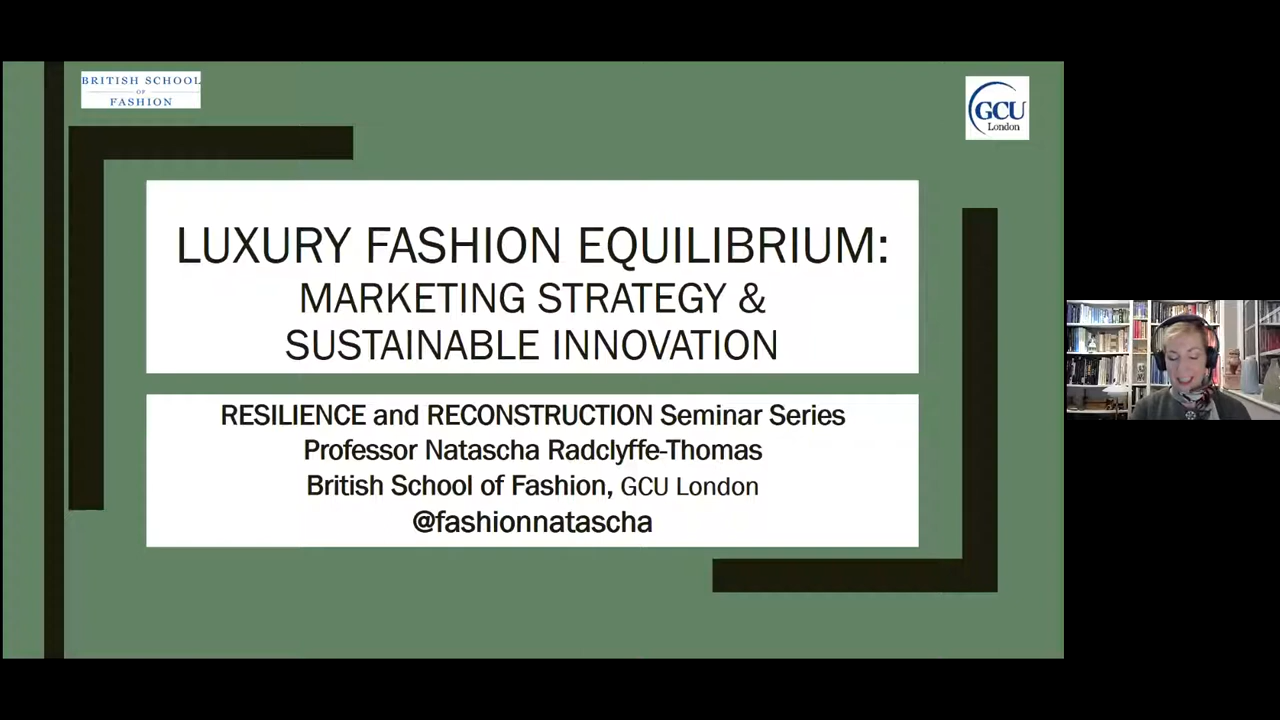 BRITISH SCHOOL
OF
FASHION
GCU
London
LUXURY FASHION EQUILIBRIUM:
MARKETING STRATEGY &
SUSTAINABLE INNOVATION
RESILIENCE and RECONSTRUCTION Seminar Series
Professor Natascha Radclyffe-Thomas
British School of Fashion, GCU London
@fashionnatascha